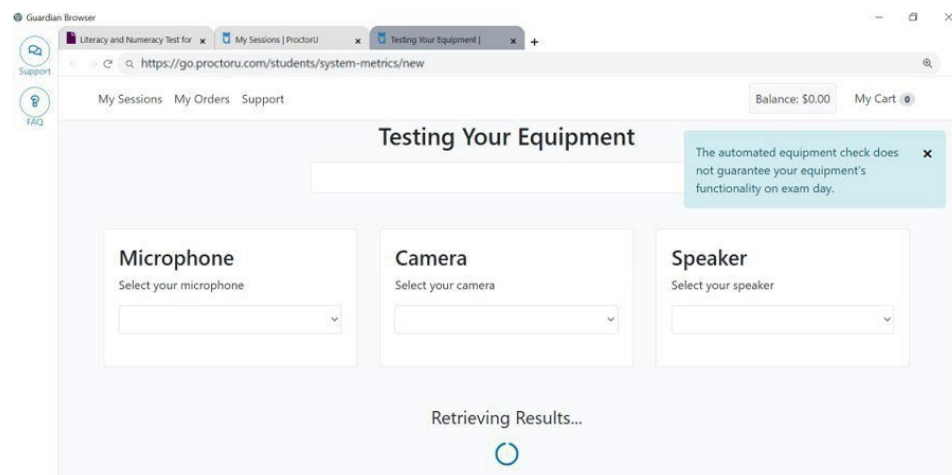 Guardian Browser
Literacy and Numeracy Test for
My Sessions | ProctorU
Testing Your Equipment |
Support
https://go.proctoru.com/students/system-metrics/new
FAQ
My Sessions My Orders Support
Balance: $0.00
My Cart 0
Testing Your Equipment
The automated equipment check does
not guarantee your equipment's
functionality on exam day.
Microphone
Select your microphone
Camera
Select your camera
Speaker
Select your speaker
Retrieving Results...